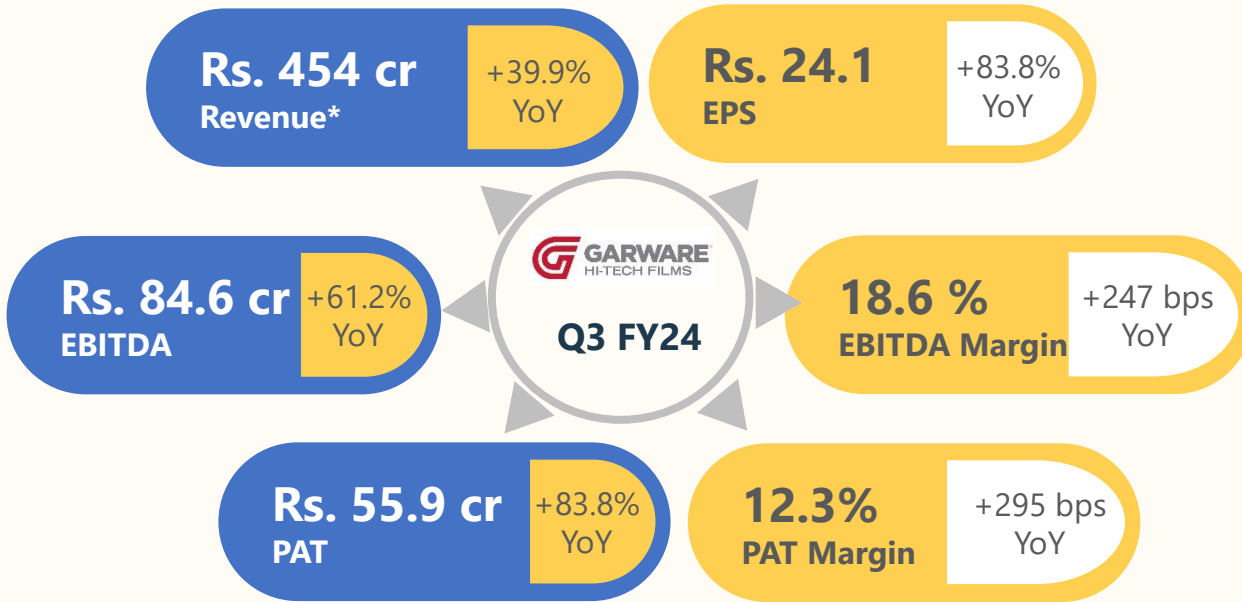 Rs. 454 cr
Revenue*
+39.9%
YoY
Rs. 24.1
EPS
+83.8%
YoY
GARWARE
HI-TECH FILMS
Q3 FY24
Rs. 84.6 cr
EBITDA
+61.2%
YoY
18.6 %
EBITDA Margin
+247 bps
YoY
Rs. 55.9 cr
PAT
+83.8%
YoY
12.3%
PAT Margin
+295 bps
YoY